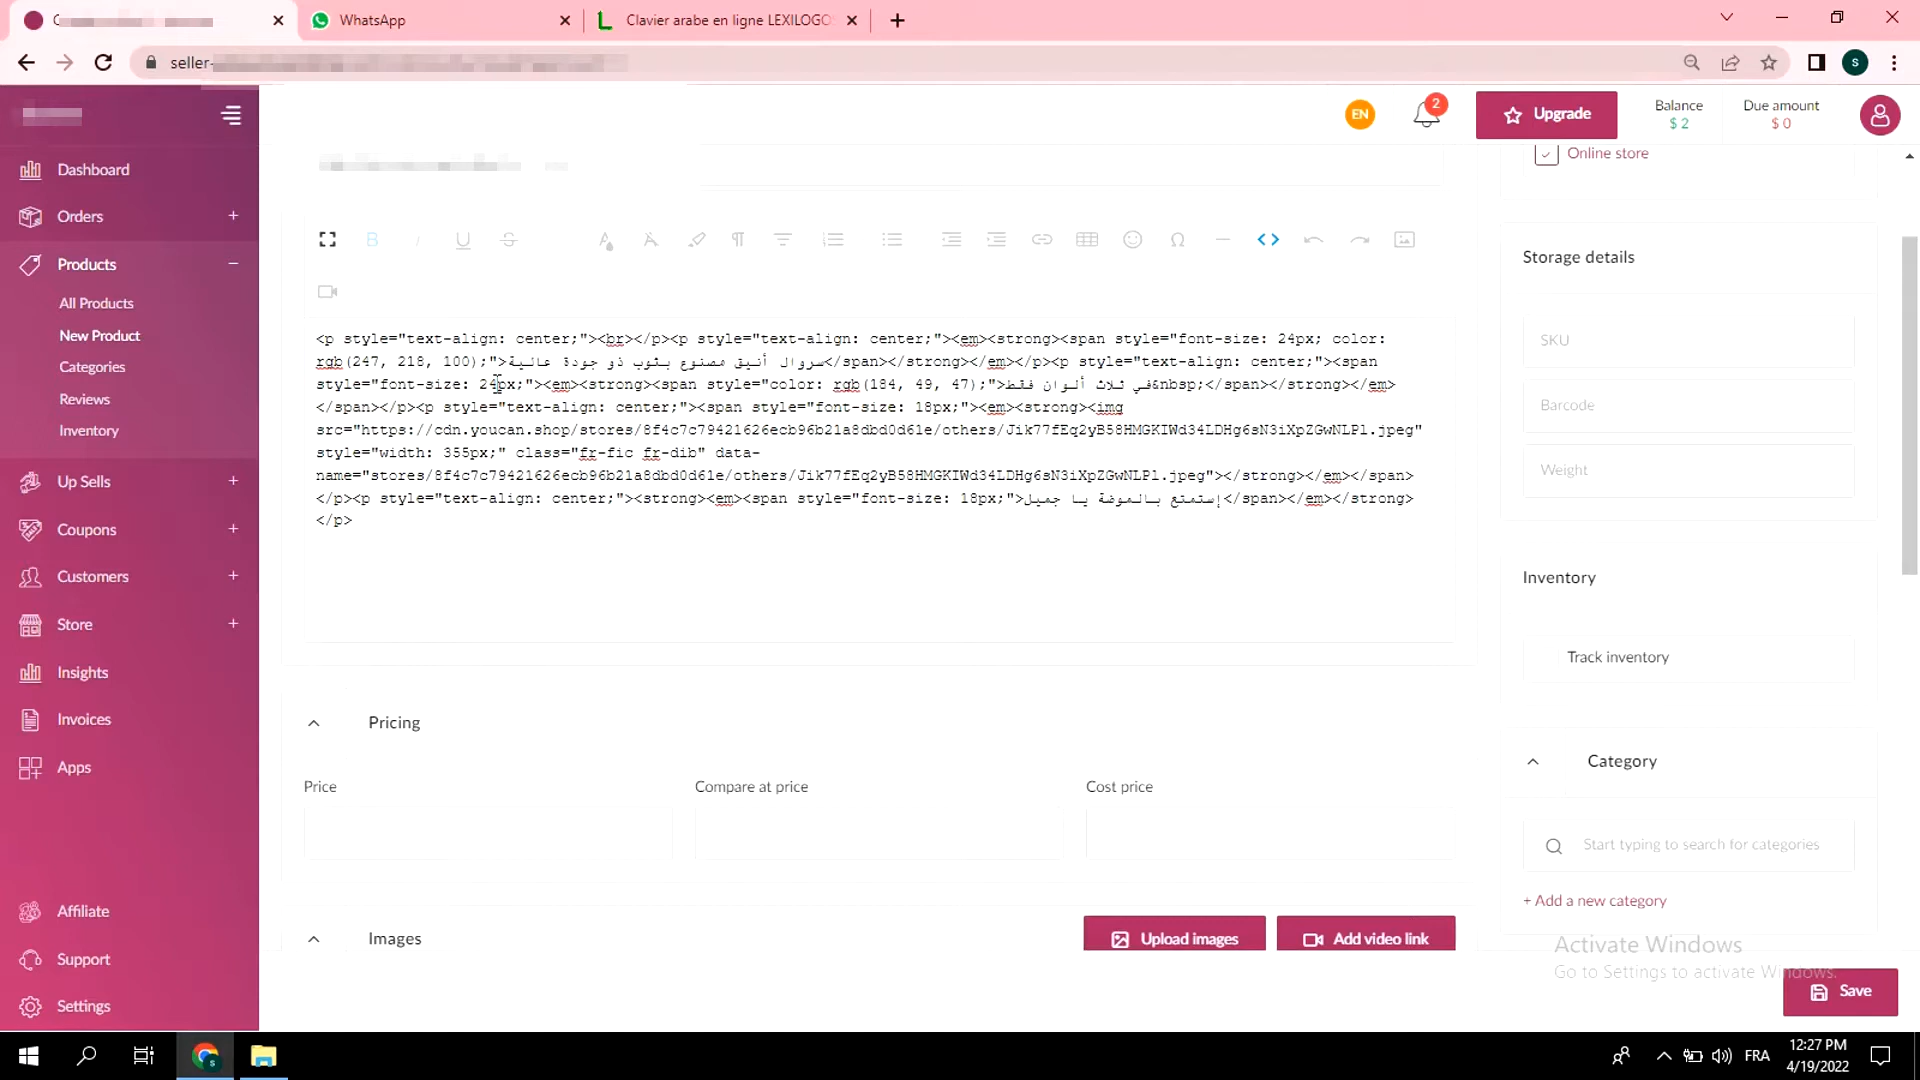 WhatsApp
Clavier arabe en ligne LEXILOGO
seller-
EN
2
Upgrade
Balance
$ 2
Due amount
$ 0
Dashboard
Orders
Products
All Products
New Product
Categories
Reviews
Inventory
Up Sells
Coupons
Customers
Store
Insights
Invoices
Apps
Affiliate
Support
Settings
<p style="text-align: center;"><br></p><p style="text-align: center;"><em><strong><span style="font-size: 24px; color:
rgb(247, 218, 100);">سروال أنيق مصنوع بثوب ذو جودة عالية</span></strong></em></p><p style="text-align: center;"><span
style="font-size: 24px;"><em><strong><span style="color: rgb(184, 49, 47);">في ثلاث ألوان فقط&nbsp;</span></strong></em>
</span></p><p style="text-align: center;"><span style="font-size: 18px;"><em><strong><img
src="https://cdn.youcan.shop/stores/8f4c7c79421626ecb96b21a8dbd0d61e/others/Jik77fEq2yB58HMGKIWd34LDHg6sN3iXpZGwNLPl.jpeg"
style="width: 355px;" class="fr-fic fr-dib" data-
name="stores/8f4c7c79421626ecb96b21a8dbd0d61e/others/Jik77fEq2yB58HMGKIWd34LDHg6sN3iXpZGwNLPl.jpeg"></strong></em></span>
</p><p style="text-align: center;"><strong><em><span style="font-size: 18px;">إستمتع بالموضة يا جميل</span></em></strong>
</p>
Pricing
Price
Compare at price
Cost price
Images
Upload images
Add video link
Online store
Storage details
SKU
Barcode
Weight
Inventory
Track inventory
Category
Start typing to search for categories
+ Add a new category
Activate Windows
Go to Settings to activate Windows.
Save
FRA
12:27 PM
4/19/2022